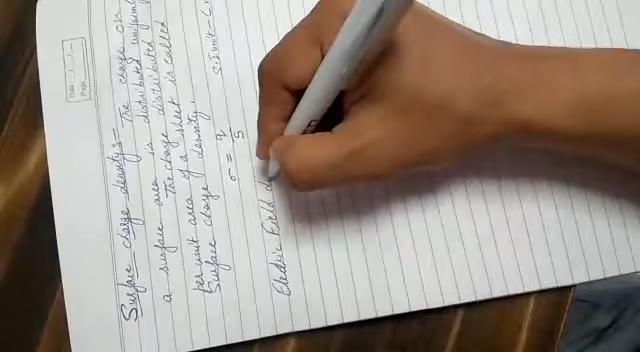 Date
Page
Surface charge density:- The charge on
a surface area is distributed uniformly
The charge distributed
per unit area of a sheet is called
Surface charge density.
σ = q/S S.I unit - C
Electric Field d